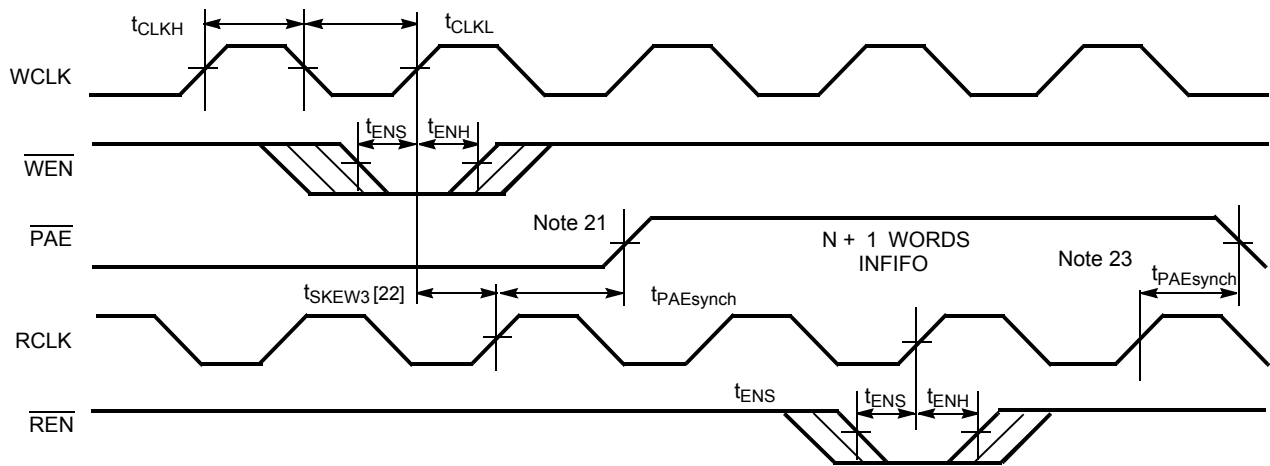 tCLKH
tCLKL
WCLK
tENS
tENH
WEN
Note 21
PAE
N + 1 WORDS
INFIFO
Note 23
tSKEW3 [22]
tPAEsynch
tPAEsynch
RCLK
tENS
tENS
tENH
REN